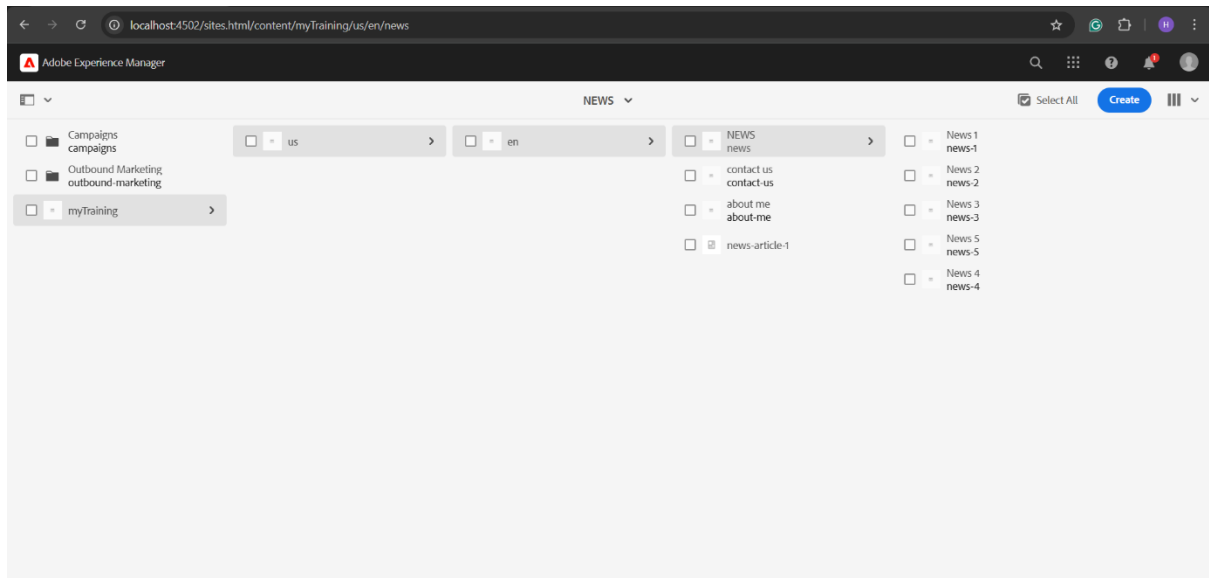 localhost:4502/sites.html/content/myTraining/us/en/news
H
Adobe Experience Manager
1
NEWS
Select All
Create
Campaigns
campaigns
Outbound Marketing
outbound-marketing
myTraining
us
en
NEWS
news
contact us
contact-us
about me
about-me
news-article-1
News 1
news-1
News 2
news-2
News 3
news-3
News 5
news-5
News 4
news-4